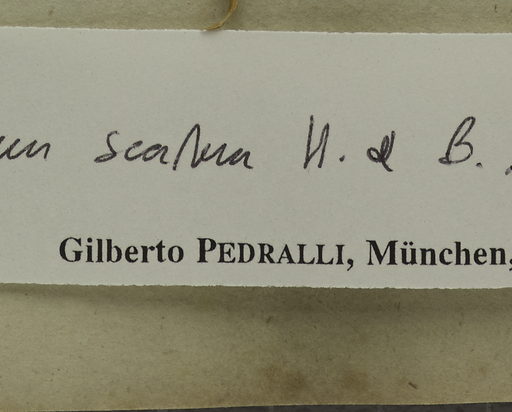 scabra H. & B.
Gilberto PEDRALLI, München,